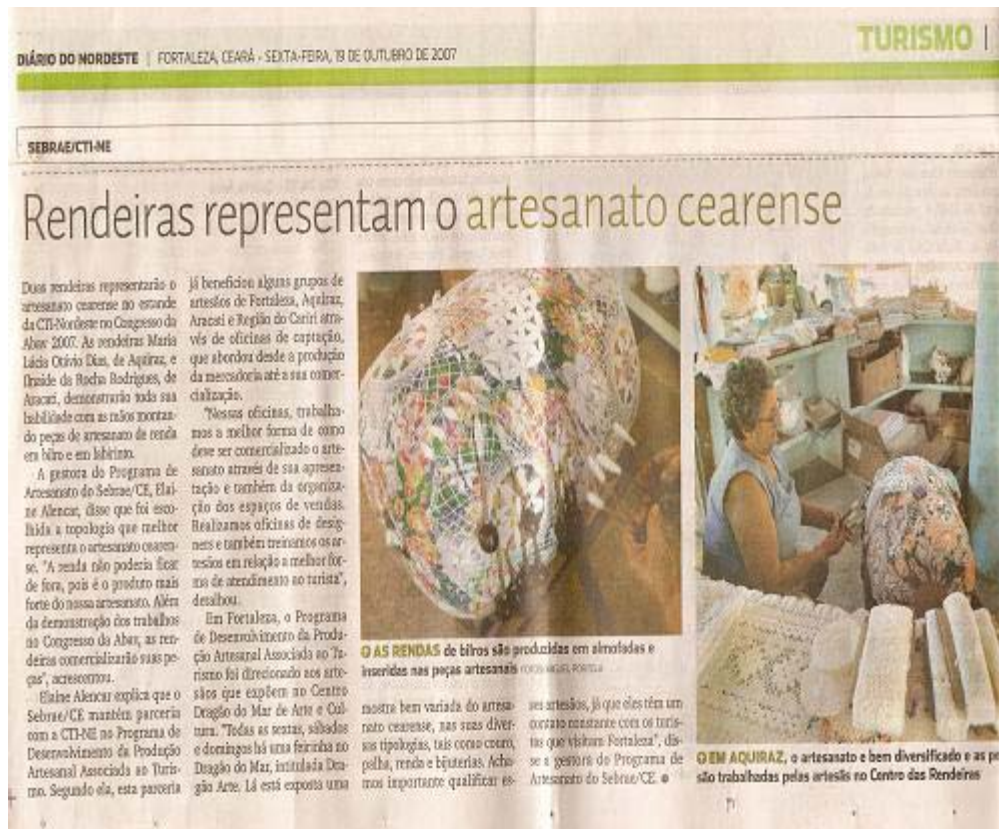 DIÁRIO DO NORDESTE | FORTALEZA, CEARÁ - SEXTA-FEIRA, 19 DE OUTUBRO DE 2007
TURISMO |
SEBRAE/CTI-NE
Rendeiras representam o artesanato cearense
Duas rendeiras representarão o
artesanato cearense no estande
da CTI-Nordeste no Congresso da
Abav 2007. As rendeiras Maria
Lúcia Otávio Dias, de Aquiraz, e
da Rocha Rodrigues, de
Aracati, demonstrarão toda sua
habilidade com as mãos montan-
do peças de artesanato de renda
em bilro e em labirinto.
A gestora do Programa de
Artesanato do Sebrae/CE, Elai-
ne Alencar, disse que foi esco-
lhida a topologia que melhor
representa o artesanato cearen-
se. "A renda não poderia ficar
de fora, pois é o produto mais
forte do nossa artesanato. Além
da demonstração dos trabalhos
no Congresso da Abav, as ren-
deiras comercializarão suas pe-
ças", acrescentou.
Elaine Alencar explica que o
Sebrae/CE mantém parceria
com a CTI-NE no Programa de
Desenvolvimento da Produção
Artesanal Associada ao Turis-
mo. Segundo ela, esta parceria
já beneficiou alguns grupos de
artesãos de Fortaleza, Aquiraz,
Aracati e Região do Cariri atra-
vés de oficinas de captação,
que abordou desde a produção
da mercadoria até a sua comer-
cialização.
"Nessas oficinas, trabalha-
mos a melhor forma de como
deve ser comercializado o arte-
sanato através de sua apresen-
tação e também da organiza-
ção dos espaços de vendas.
Realizamos oficinas de desig-
ners e também treinamos os ar-
tesãos em relação a melhor for-
ma de atendimento ao turista",
detalhou.
Em Fortaleza, o Programa
de Desenvolvimento da Produ-
ção Artesanal Associada ao Tu-
rismo foi direcionado aos arte-
sãos que expõem no Centro
Dragão do Mar de Arte e Cul-
tura. "Todas as sextas, sábados
e domingos há uma feirinha no
Dragão do Mar, intitulada Dra-
gão Arte. Lá está exposta uma
AS RENDAS de bilros são produzidas em almofadas e
inseridas nas peças artesanais
mostra bem variada do artesa-
nato cearense, nas suas diver-
sas tipologias, tais como couro,
palha, renda e bijuterias. Acha-
mos importante qualificar es-
ses artesãos, já que eles têm um
contato constante com os turis-
tas que visitam Fortaleza", dis-
se a gestora do Programa de
Artesanato do Sebrae/CE.
EM AQUIRAZ, o artesanato e bem diversificado e as
são trabalhadas pelas artesãs no Centro das Rendeiras